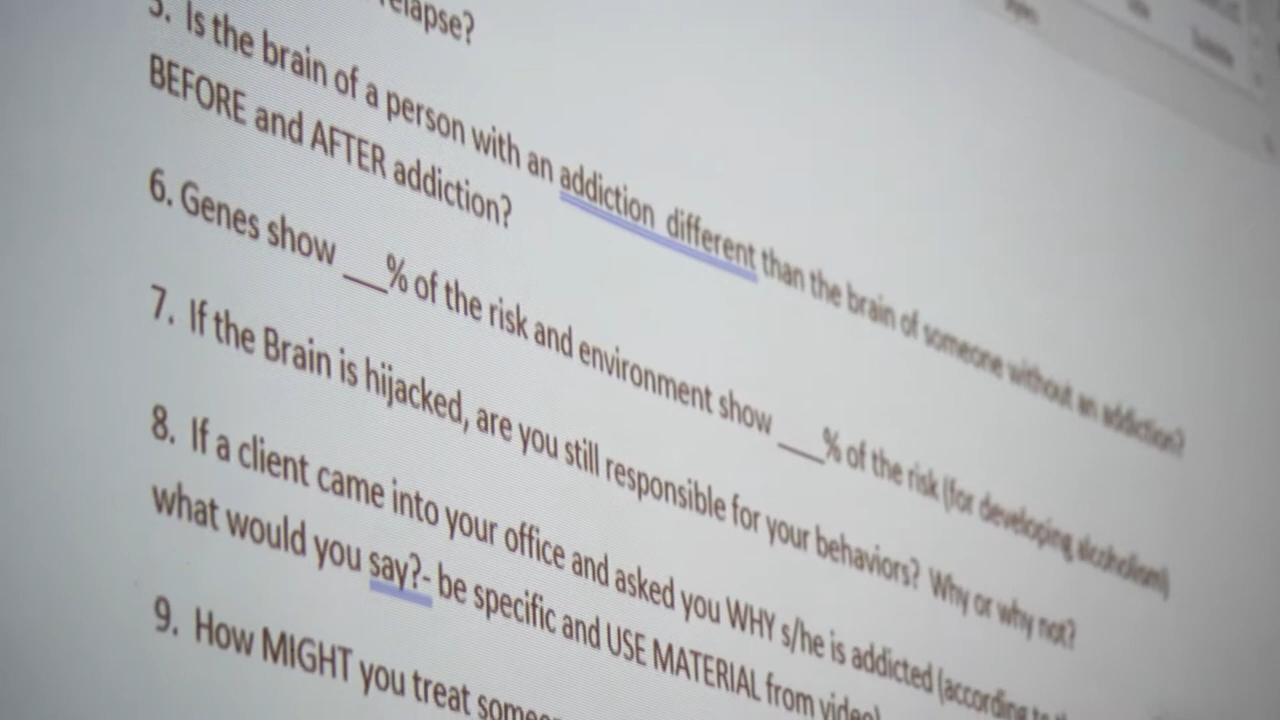 relapse?
5. Is the brain of a person with an addiction  different than the brain of someone without an addiction?
BEFORE and AFTER addiction?
6. Genes show ___% of the risk and environment show ___% of the risk (for developing alcoholism)
7. If the Brain is hijacked, are you still responsible for your behaviors? Why or why not?
8. If a client came into your office and asked you WHY s/he is addicted (according to
what would you say?- be specific and USE MATERIAL from video)
9. How MIGHT you treat